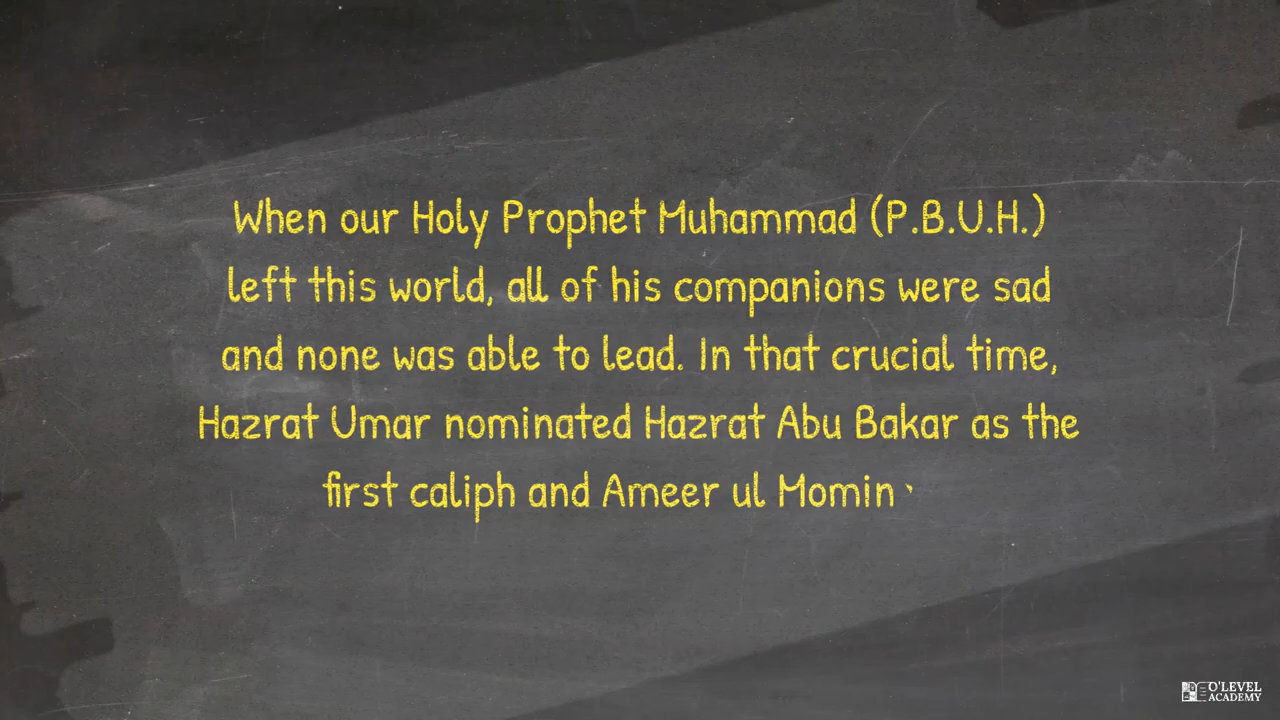 When our Holy Prophet Muhammad (P.B.U.H.)
left this world, all of his companions were sad
and none was able to lead. In that crucial time,
Hazrat Umar nominated Hazrat Abu Bakar as the
first caliph and Ameer ul Momin
O'LEVEL
ACADEMY